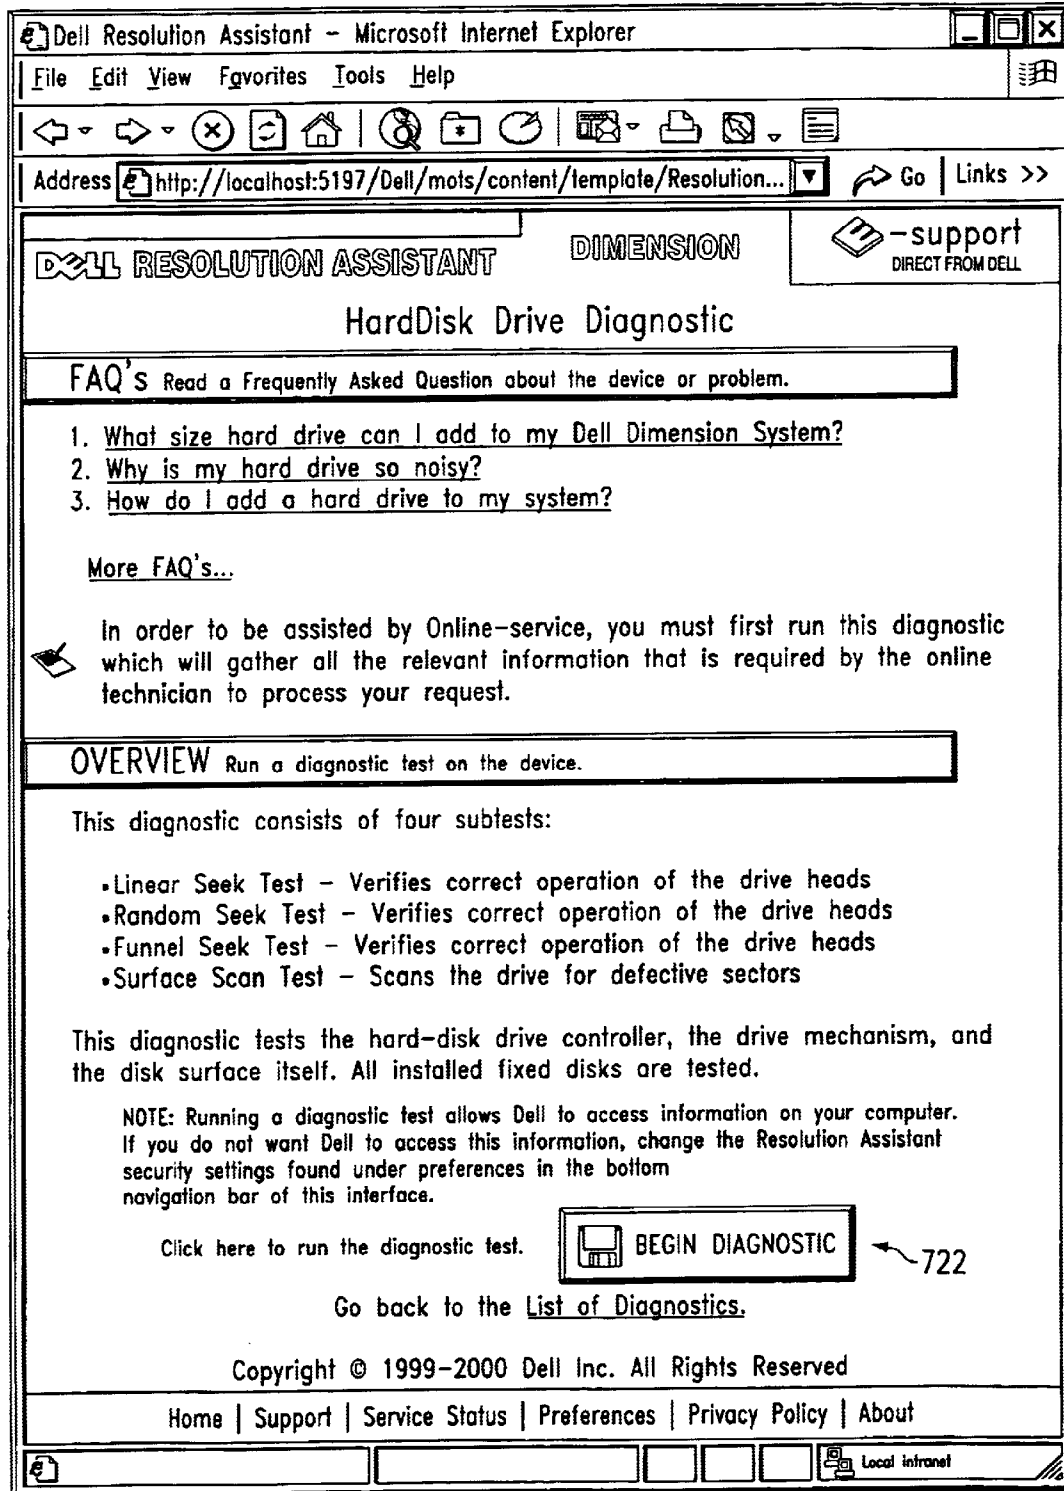 Dell Resolution Assistant – Microsoft Internet Explorer
File Edit View Favorites Tools Help
Address http://localhost:5197/Dell/mots/content/template/Resolution... Go Links >>
DELL RESOLUTION ASSISTANT
DIMENSION
e-support
DIRECT FROM DELL
HardDisk Drive Diagnostic
FAQ's Read a Frequently Asked Question about the device or problem.
1. What size hard drive can I add to my Dell Dimension System?
2. Why is my hard drive so noisy?
3. How do I add a hard drive to my system?
More FAQ's...
In order to be assisted by Online-service, you must first run this diagnostic
which will gather all the relevant information that is required by the online
technician to process your request.
OVERVIEW Run a diagnostic test on the device.
This diagnostic consists of four subtests:
•Linear Seek Test – Verifies correct operation of the drive heads
•Random Seek Test – Verifies correct operation of the drive heads
•Funnel Seek Test – Verifies correct operation of the drive heads
•Surface Scan Test – Scans the drive for defective sectors
This diagnostic tests the hard-disk drive controller, the drive mechanism, and
the disk surface itself. All installed fixed disks are tested.
NOTE: Running a diagnostic test allows Dell to access information on your computer.
If you do not want Dell to access this information, change the Resolution Assistant
security settings found under preferences in the bottom
navigation bar of this interface.
Click here to run the diagnostic test. BEGIN DIAGNOSTIC 722
Go back to the List of Diagnostics.
Copyright © 1999–2000 Dell Inc. All Rights Reserved
Home | Support | Service Status | Preferences | Privacy Policy | About
Local intranet